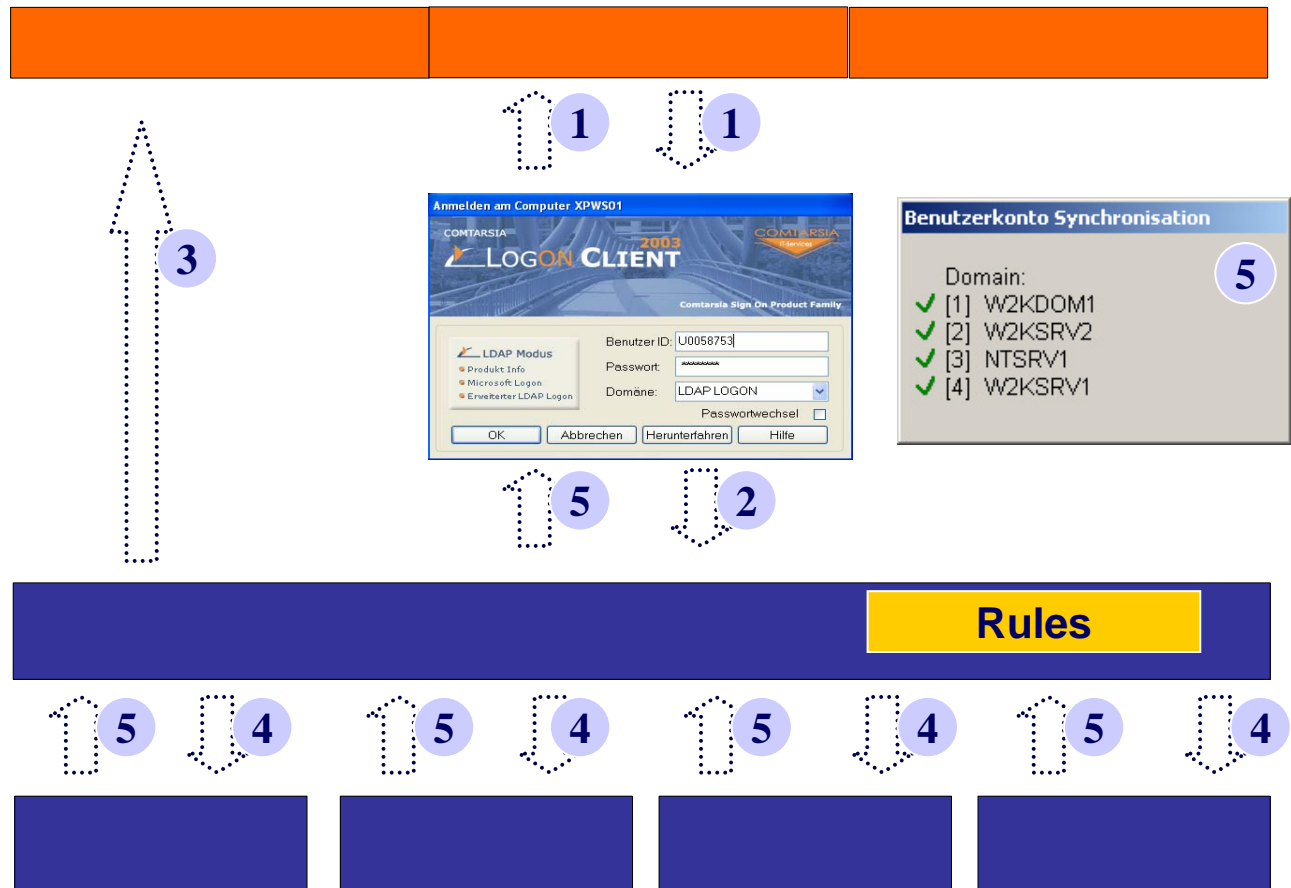 1
1
3
Anmelden am Computer XPWS01
COMTARSIA
LOGON CLIENT
2003
COMTARSIA
IT-Services
Comtarsia Sign On Product Family
LDAP Modus
Produkt Info
Microsoft Logon
Erweiterter LDAP Logon
Benutzer ID: U0058753
Passwort: ********
Domäne: LDAP LOGON
Passwortwechsel
OK Abbrechen Herunterfahren Hilfe
Benutzerkonto Synchronisation
5
Domain:
[1] W2KDOM1
[2] W2KSRV2
[3] NTSRV1
[4] W2KSRV1
5
2
Rules
5 4 5 4 5 4 5 4